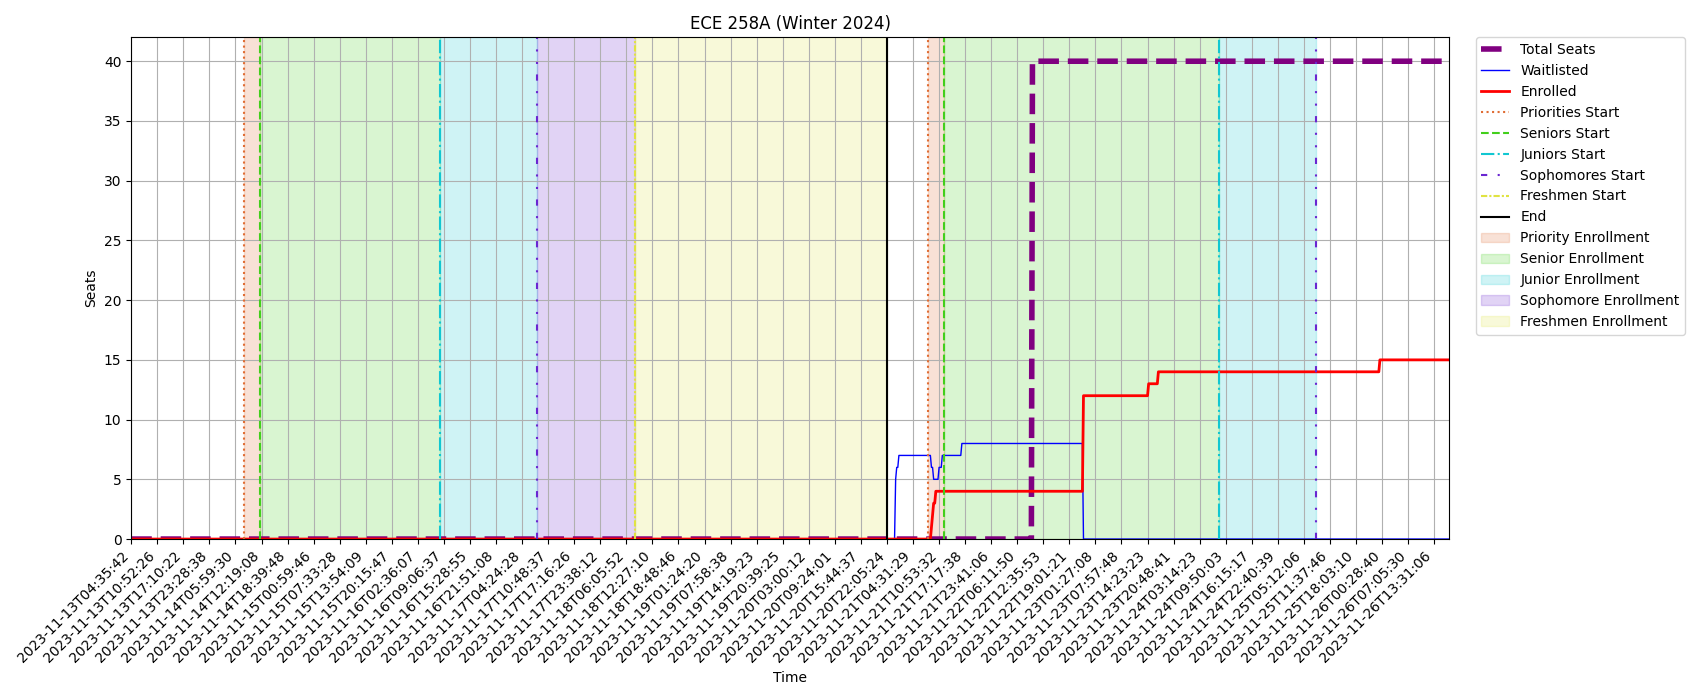 ECE 258A (Winter 2024)
40
35
30
25
20
15
10
5
0
Seats
2023-11-13T04:35:42
2023-11-13T10:52:26
2023-11-13T17:10:22
2023-11-13T23:28:38
2023-11-14T05:59:30
2023-11-14T12:19:08
2023-11-14T18:39:48
2023-11-15T00:59:46
2023-11-15T07:33:28
2023-11-15T13:54:09
2023-11-15T20:15:47
2023-11-16T02:36:07
2023-11-16T09:06:37
2023-11-16T15:28:55
2023-11-16T21:51:08
2023-11-17T04:24:28
2023-11-17T10:48:37
2023-11-17T17:16:26
2023-11-17T23:38:12
2023-11-18T06:05:52
2023-11-18T12:27:10
2023-11-18T18:48:46
2023-11-19T01:24:20
2023-11-19T07:58:38
2023-11-19T14:19:23
2023-11-19T20:39:25
2023-11-20T03:00:12
2023-11-20T09:24:01
2023-11-20T15:44:37
2023-11-20T22:05:24
2023-11-21T04:31:29
2023-11-21T10:53:32
2023-11-21T17:17:38
2023-11-21T23:41:06
2023-11-22T06:11:50
2023-11-22T12:35:53
2023-11-22T19:01:21
2023-11-23T01:27:08
2023-11-23T07:57:48
2023-11-23T14:23:23
2023-11-23T20:48:41
2023-11-24T03:14:23
2023-11-24T09:50:03
2023-11-24T16:15:17
2023-11-24T22:40:39
2023-11-25T05:12:06
2023-11-25T11:37:46
2023-11-25T18:03:10
2023-11-26T00:28:40
2023-11-26T07:05:30
2023-11-26T13:31:06
Time
Total Seats
Waitlisted
Enrolled
Priorities Start
Seniors Start
Juniors Start
Sophomores Start
Freshmen Start
End
Priority Enrollment
Senior Enrollment
Junior Enrollment
Sophomore Enrollment
Freshmen Enrollment